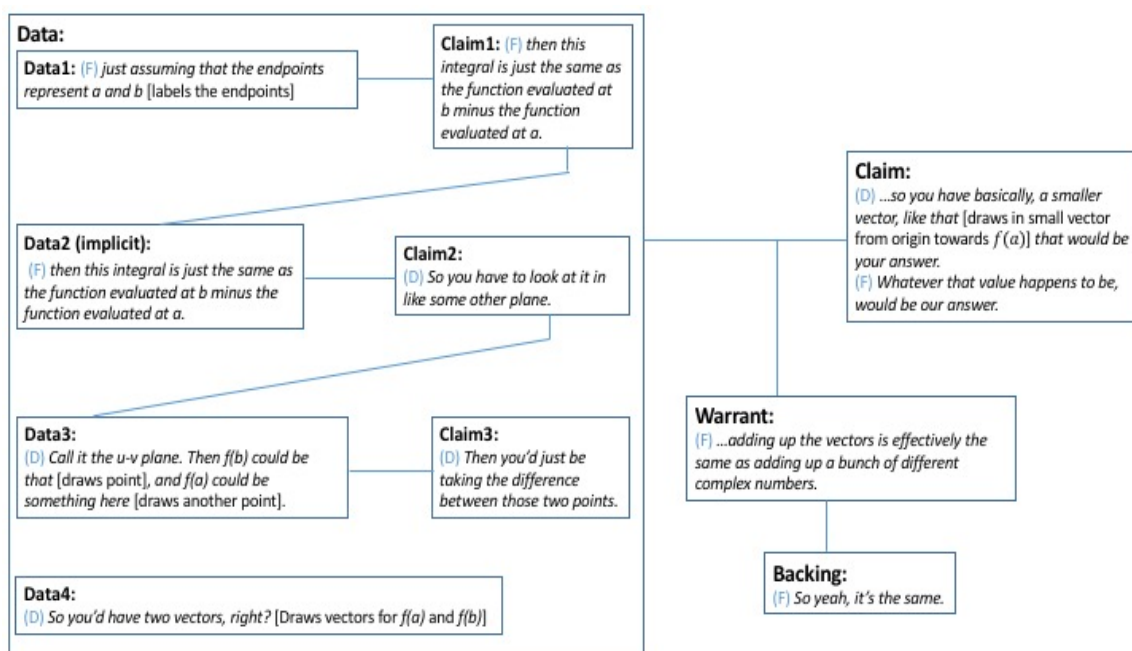 Data:
Data1: (F) just assuming that the endpoints
represent a and b [labels the endpoints]
Claim1: (F) then this
integral is just the same as
the function evaluated at
b minus the function
evaluated at a.
Data2 (implicit):
(F) then this integral is just the same as
the function evaluated at b minus the
function evaluated at a.
Claim2:
(D) So you have to look at it in
like some other plane.
Data3:
(D) Call it the u-v plane. Then f(b) could be
that [draws point], and f(a) could be
something here [draws another point].
Claim3:
(D) Then you’d just be
taking the difference
between those two points.
Data4:
(D) So you’d have two vectors, right? [Draws vectors for f(a) and f(b)]
Claim:
(D) ...so you have basically, a smaller
vector, like that [draws in small vector
from origin towards f(a)] that would be
your answer.
(F) Whatever that value happens to be,
would be our answer.
Warrant:
(F) ...adding up the vectors is effectively the
same as adding up a bunch of different
complex numbers.
Backing:
(F) So yeah, it’s the same.